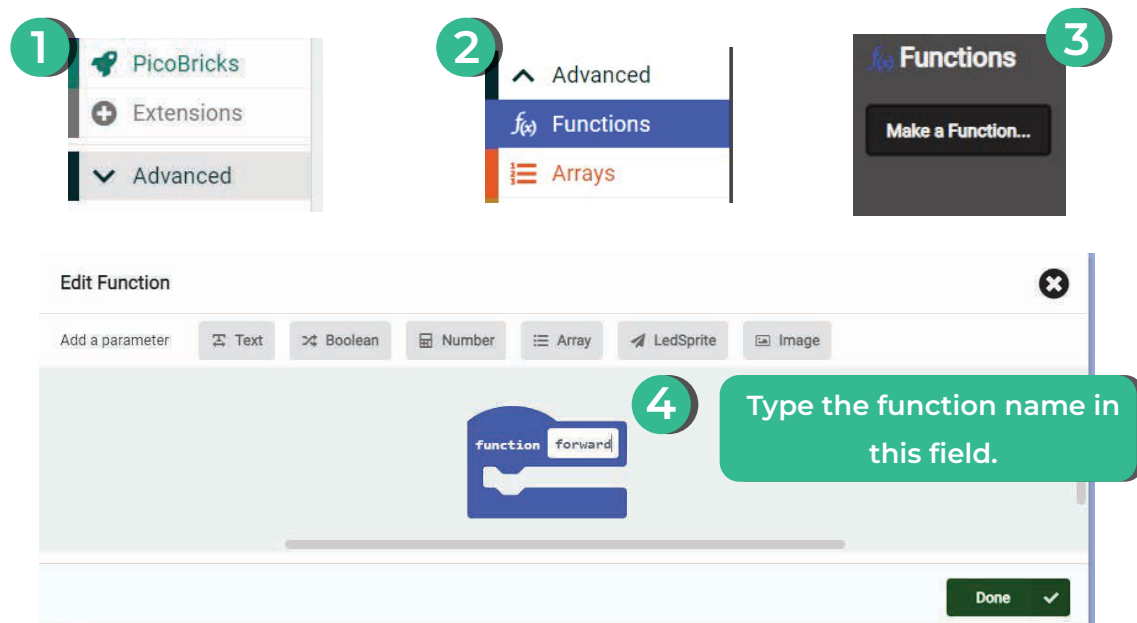 1
PicoBricks
Extensions
Advanced
2
Advanced
f(x) Functions
Arrays
3
f(x) Functions
Make a Function...
Edit Function
Add a parameter Text Boolean Number Array LedSprite Image
4
function forward
Type the function name in
this field.
Done